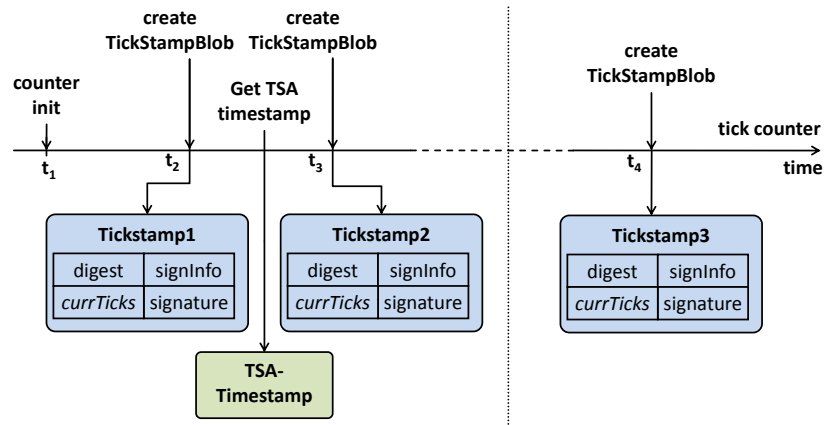 create
TickStampBlob
create
TickStampBlob
create
TickStampBlob
counter
init
Get TSA
timestamp
tick counter
t1
t2
t3
t4
time
Tickstamp1
digest signInfo
currTicks signature
Tickstamp2
digest signInfo
currTicks signature
Tickstamp3
digest signInfo
currTicks signature
TSA-
Timestamp